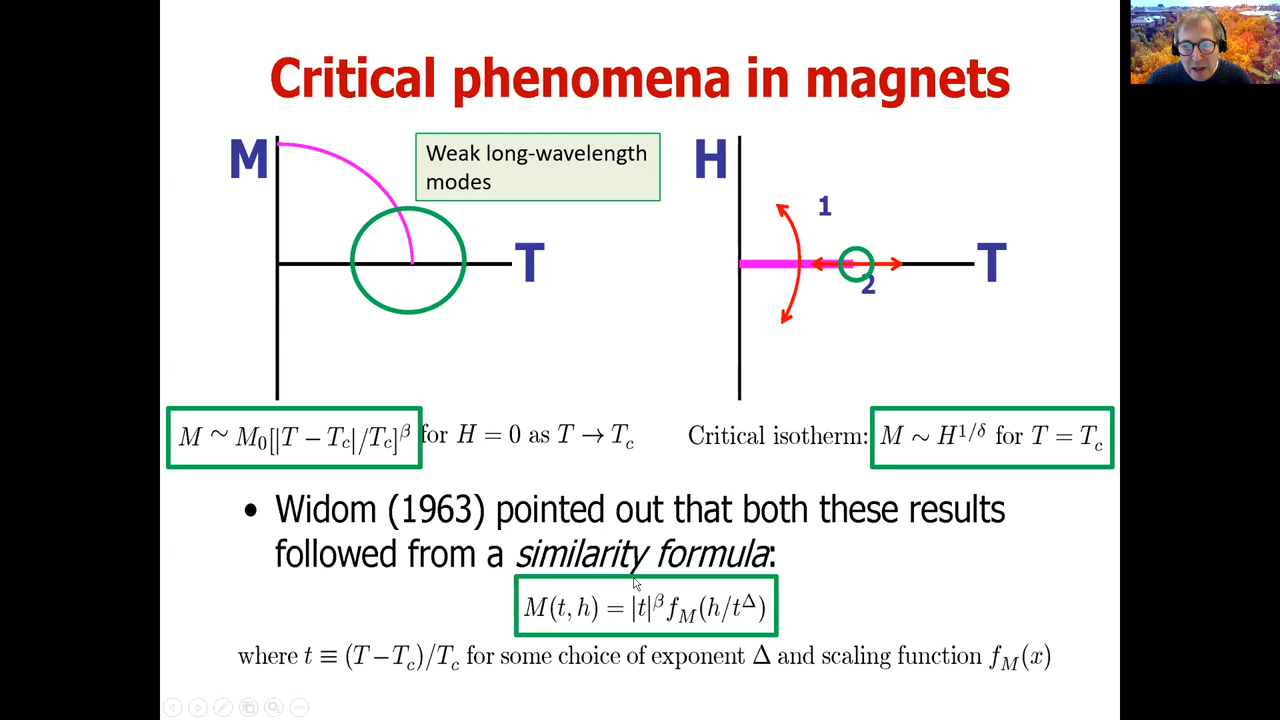 Critical phenomena in magnets
M
Weak long-wavelength
modes
T
H
1
2
T
M ~ M₀[|T − T_c|/T_c]^β for H = 0 as T → T_c
Critical isotherm: M ∼ H^{1/δ} for T = T_c
• Widom (1963) pointed out that both these results
followed from a similarity formula:
M(t, h) = |t|^β f_M(h/t^Δ)
where t ≡ (T − T_c)/T_c for some choice of exponent Δ and scaling function f_M(x)